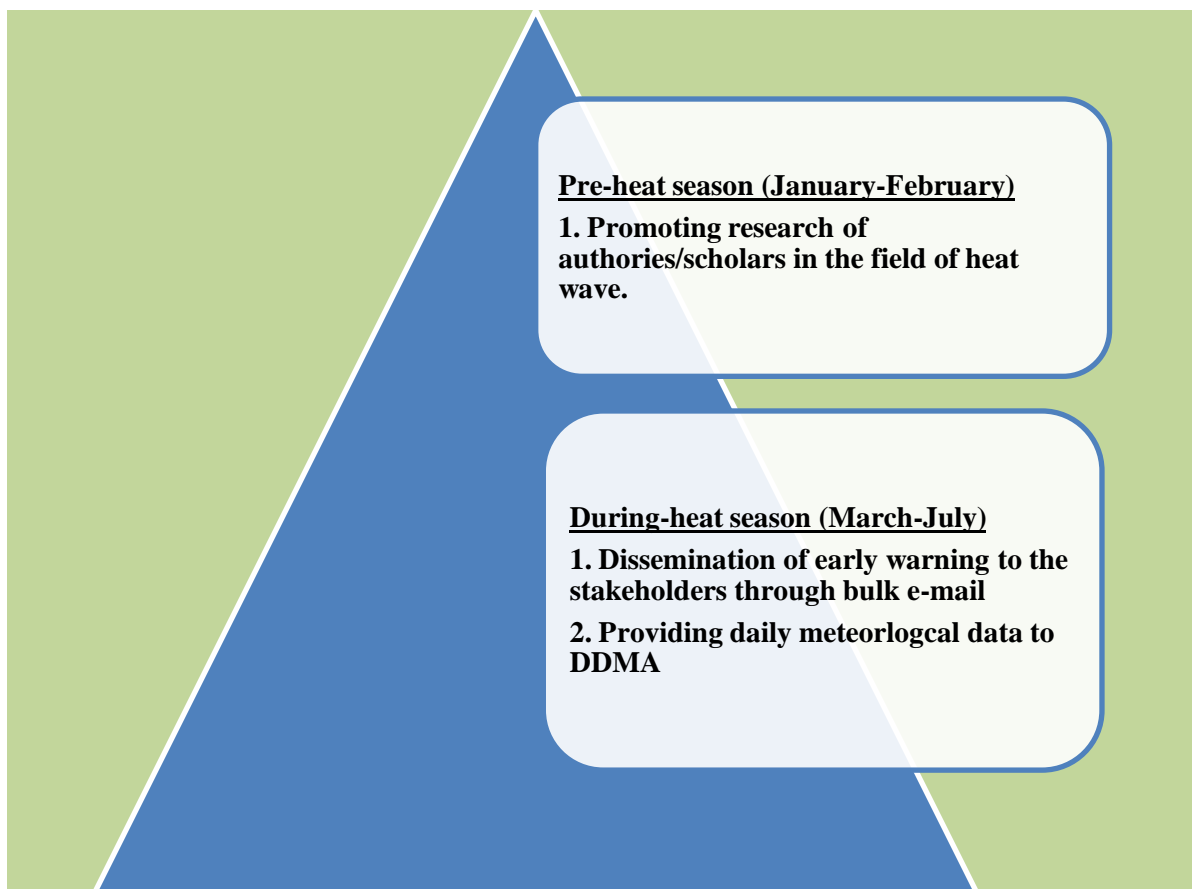 Pre-heat season (January-February)
1. Promoting research of
authories/scholars in the field of heat
wave.
During-heat season (March-July)
1. Dissemination of early warning to the
stakeholders through bulk e-mail
2. Providing daily meteorlogcal data to
DDMA